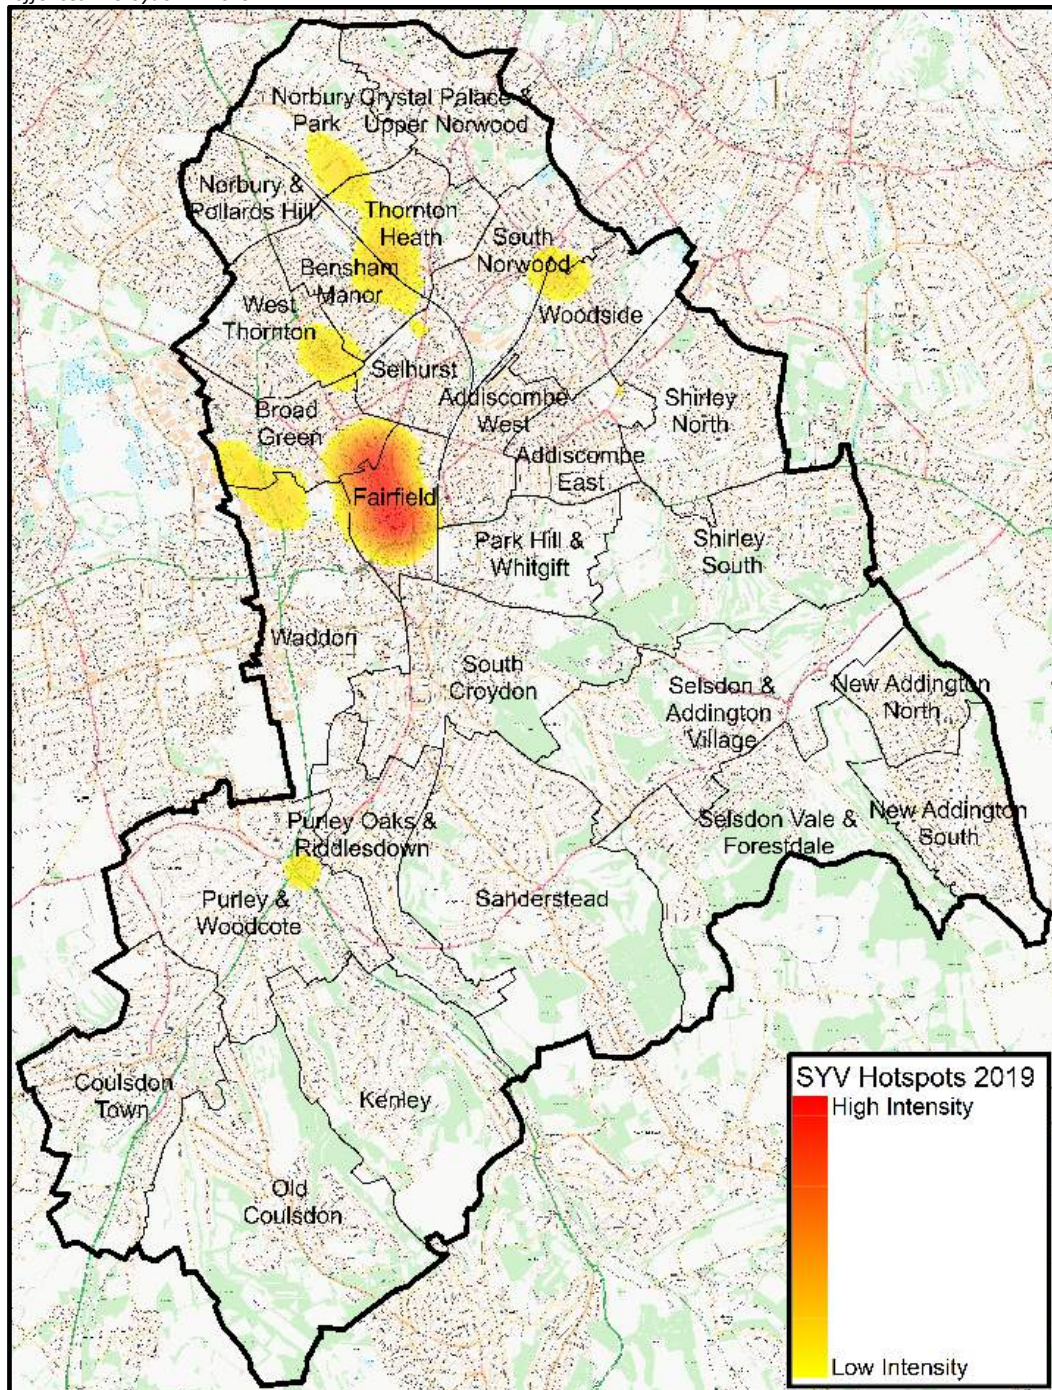 Norbury
Park
Crystal Palace &
Upper Norwood
Norbury &
Pollards Hill
Thornton
Heath
South
Norwood
Bensham
Manor
West
Thornton
Woodside
Selhurst
Broad
Green
Addiscombe
West
Shirley
North
Addiscombe
East
Fairfield
Park Hill &
Whitgift
Shirley
South
Waddon
South
Croydon
Selsdon &
Addington
Village
New Addington
North
Purley Oaks &
Riddlesdown
Selsdon Vale &
Forestdale
New Addington
South
Purley &
Woodcote
Sanderstead
Coulsdon
Town
Kenley
Old
Coulsdon
SYV Hotspots 2019
High Intensity
Low Intensity